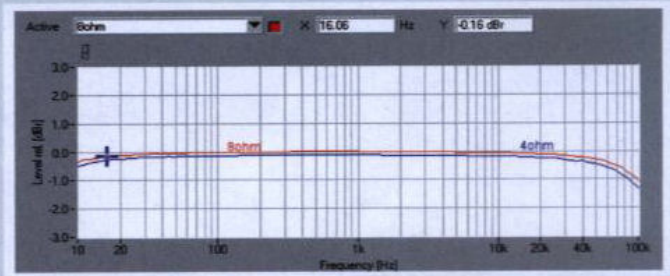 Active 8ohm X 16.06 Hz Y -0.16 dBr
3.0
2.0
1.0
0.0
-1.0
-2.0
-3.0
Level rel. [dBr]
8ohm 4ohm
10 20 100 1k 10k 20k 40k 100k
Frequency [Hz]